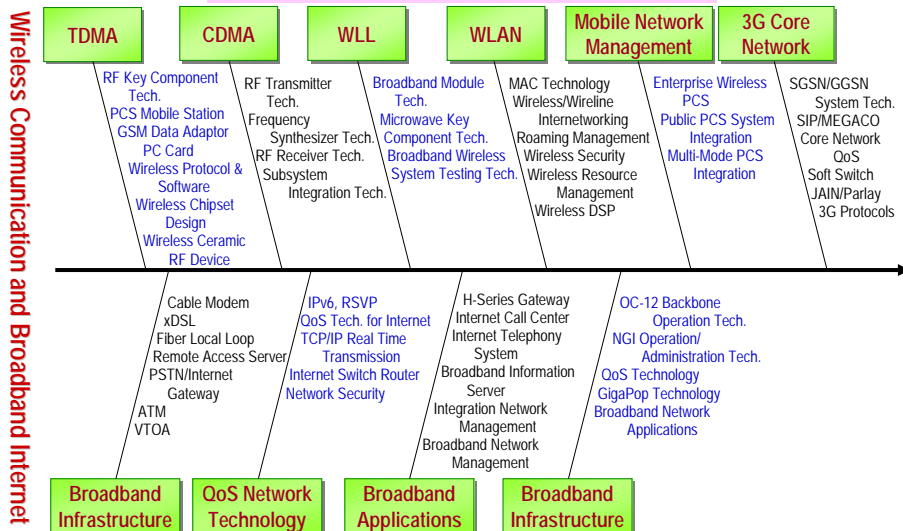 Wireless Communication and Broadband Internet
TDMA
CDMA
WLL
WLAN
Mobile Network
Management
3G Core
Network
RF Key Component
Tech.
PCS Mobile Station
GSM Data Adaptor
PC Card
Wireless Protocol &
Software
Wireless Chipset
Design
Wireless Ceramic
RF Device
RF Transmitter
Tech.
Frequency
Synthesizer Tech.
RF Receiver Tech.
Subsystem
Integration Tech.
Broadband Module
Tech.
Microwave Key
Component Tech.
Broadband Wireless
System Testing Tech.
MAC Technology
Wireless/Wireline
Internetworking
Roaming Management
Wireless Security
Wireless Resource
Management
Wireless DSP
Enterprise Wireless
PCS
Public PCS System
Integration
Multi-Mode PCS
Integration
SGSN/GGSN
System Tech.
SIP/MEGACO
Core Network
QoS
Soft Switch
JAIN/Parlay
3G Protocols
Cable Modem
xDSL
Fiber Local Loop
Remote Access Server
PSTN/Internet
Gateway
ATM
VTOA
IPv6, RSVP
QoS Tech. for Internet
TCP/IP Real Time
Transmission
Internet Switch Router
Network Security
H-Series Gateway
Internet Call Center
Internet Telephony
System
Broadband Information
Server
Integration Network
Management
Broadband Network
Management
OC-12 Backbone
Operation Tech.
NGI Operation/
Administration Tech.
QoS Technology
GigaPop Technology
Broadband Network
Applications
Broadband
Infrastructure
QoS Network
Technology
Broadband
Applications
Broadband
Infrastructure